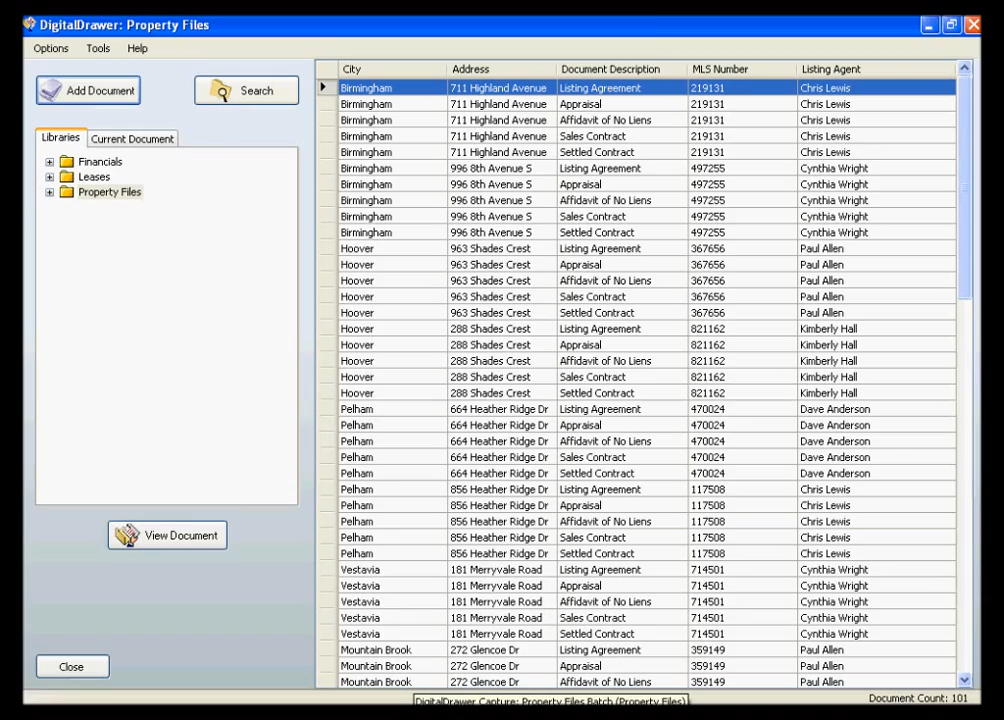 DigitalDrawer: Property Files
Options Tools Help
Add Document Search
Libraries Current Document
Financials
Leases
Property Files
View Document
Close
City Address Document Description MLS Number Listing Agent
Birmingham 711 Highland Avenue Listing Agreement 219131 Chris Lewis
Birmingham 711 Highland Avenue Appraisal 219131 Chris Lewis
Birmingham 711 Highland Avenue Affidavit of No Liens 219131 Chris Lewis
Birmingham 711 Highland Avenue Sales Contract 219131 Chris Lewis
Birmingham 711 Highland Avenue Settled Contract 219131 Chris Lewis
Birmingham 996 8th Avenue S Listing Agreement 497255 Cynthia Wright
Birmingham 996 8th Avenue S Appraisal 497255 Cynthia Wright
Birmingham 996 8th Avenue S Affidavit of No Liens 497255 Cynthia Wright
Birmingham 996 8th Avenue S Sales Contract 497255 Cynthia Wright
Birmingham 996 8th Avenue S Settled Contract 497255 Cynthia Wright
Hoover 963 Shades Crest Listing Agreement 367656 Paul Allen
Hoover 963 Shades Crest Appraisal 367656 Paul Allen
Hoover 963 Shades Crest Affidavit of No Liens 367656 Paul Allen
Hoover 963 Shades Crest Sales Contract 367656 Paul Allen
Hoover 963 Shades Crest Settled Contract 367656 Paul Allen
Hoover 288 Shades Crest Listing Agreement 821162 Kimberly Hall
Hoover 288 Shades Crest Appraisal 821162 Kimberly Hall
Hoover 288 Shades Crest Affidavit of No Liens 821162 Kimberly Hall
Hoover 288 Shades Crest Sales Contract 821162 Kimberly Hall
Hoover 288 Shades Crest Settled Contract 821162 Kimberly Hall
Pelham 664 Heather Ridge Dr Listing Agreement 470024 Dave Anderson
Pelham 664 Heather Ridge Dr Appraisal 470024 Dave Anderson
Pelham 664 Heather Ridge Dr Affidavit of No Liens 470024 Dave Anderson
Pelham 664 Heather Ridge Dr Sales Contract 470024 Dave Anderson
Pelham 664 Heather Ridge Dr Settled Contract 470024 Dave Anderson
Pelham 856 Heather Ridge Dr Listing Agreement 117508 Chris Lewis
Pelham 856 Heather Ridge Dr Appraisal 117508 Chris Lewis
Pelham 856 Heather Ridge Dr Affidavit of No Liens 117508 Chris Lewis
Pelham 856 Heather Ridge Dr Sales Contract 117508 Chris Lewis
Pelham 856 Heather Ridge Dr Settled Contract 117508 Chris Lewis
Vestavia 181 Merryvale Road Listing Agreement 714501 Cynthia Wright
Vestavia 181 Merryvale Road Appraisal 714501 Cynthia Wright
Vestavia 181 Merryvale Road Affidavit of No Liens 714501 Cynthia Wright
Vestavia 181 Merryvale Road Sales Contract 714501 Cynthia Wright
Vestavia 181 Merryvale Road Settled Contract 714501 Cynthia Wright
Mountain Brook 272 Glencoe Dr Listing Agreement 359149 Paul Allen
Mountain Brook 272 Glencoe Dr Appraisal 359149 Paul Allen
Mountain Brook 272 Glencoe Dr Affidavit of No Liens 359149 Paul Allen
DigitalDrawer Capture: Property Files Batch (Property Files)
Document Count: 101